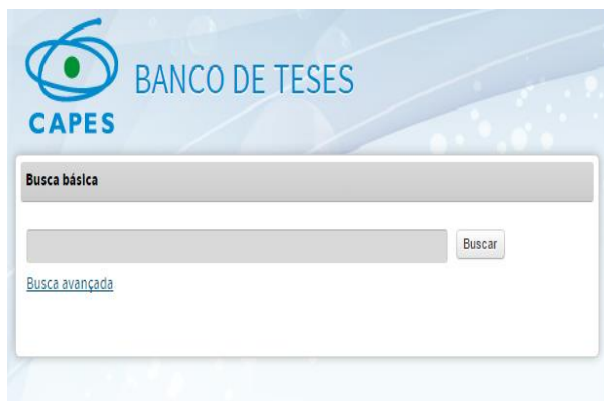 BANCO DE TESES
CAPES
Busca básica
Buscar
Busca avançada